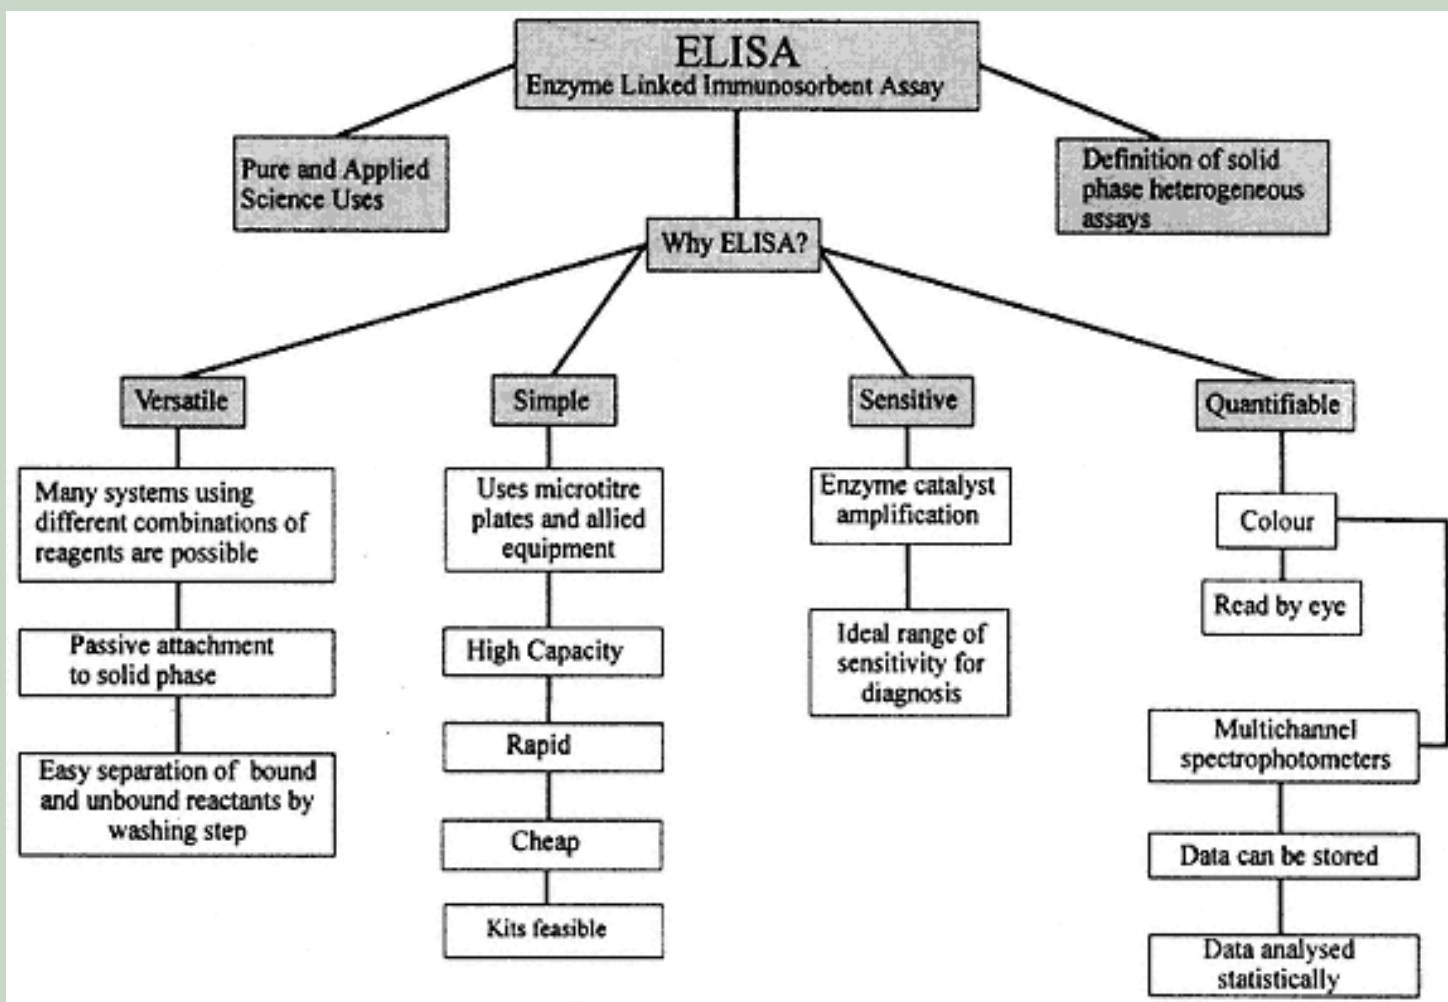 ELISA
Enzyme Linked Immunosorbent Assay
Pure and Applied
Science Uses
Definition of solid
phase heterogeneous
assays
Why ELISA?
Versatile
Simple
Sensitive
Quantifiable
Many systems using
different combinations of
reagents are possible
Passive attachment
to solid phase
Easy separation of bound
and unbound reactants by
washing step
Uses microtitre
plates and allied
equipment
High Capacity
Rapid
Cheap
Kits feasible
Enzyme catalyst
amplification
Ideal range of
sensitivity for
diagnosis
Colour
Read by eye
Multichannel
spectrophotometers
Data can be stored
Data analysed
statistically